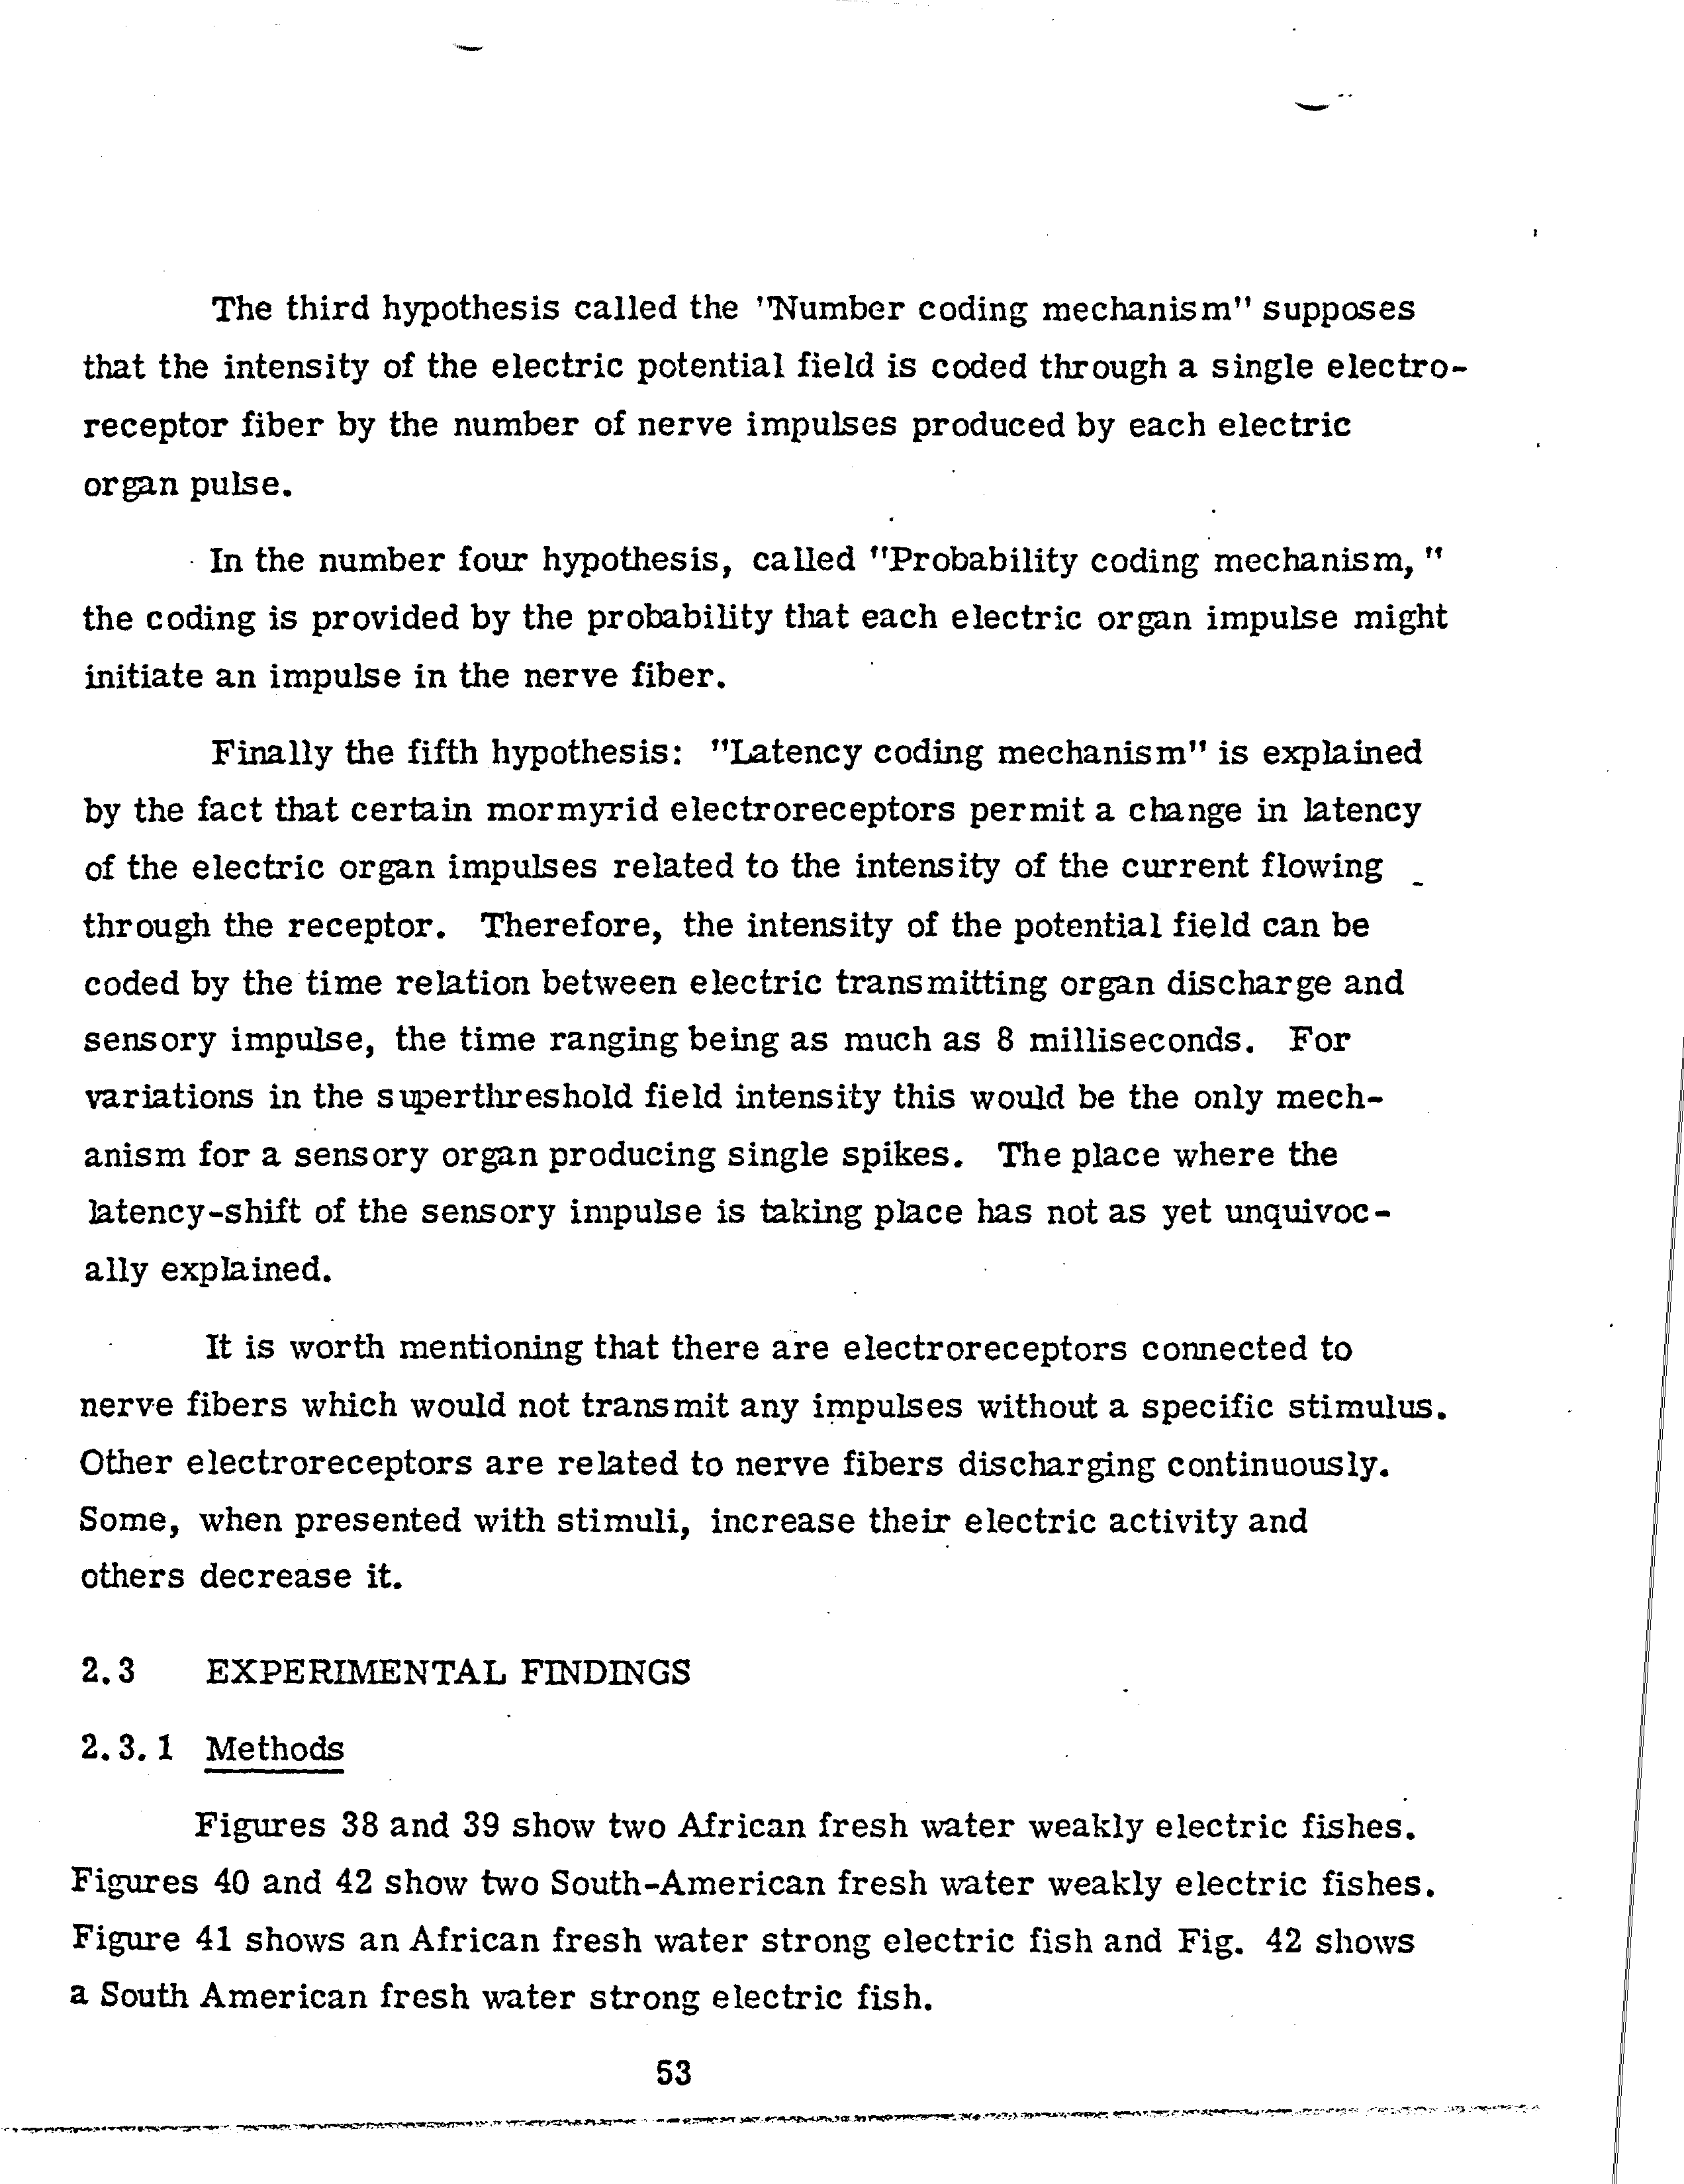 The third hypothesis called the "Number coding mechanism" supposes
that the intensity of the electric potential field is coded through a single electro-
receptor fiber by the number of nerve impulses produced by each electric
organ pulse.
In the number four hypothesis, called "Probability coding mechanism,"
the coding is provided by the probability that each electric organ impulse might
initiate an impulse in the nerve fiber.
Finally the fifth hypothesis: "Latency coding mechanism" is explained
by the fact that certain mormyrid electroreceptors permit a change in latency
of the electric organ impulses related to the intensity of the current flowing
through the receptor. Therefore, the intensity of the potential field can be
coded by the time relation between electric transmitting organ discharge and
sensory impulse, the time ranging being as much as 8 milliseconds. For
variations in the superthreshold field intensity this would be the only mech-
anism for a sensory organ producing single spikes. The place where the
latency-shift of the sensory impulse is taking place has not as yet unquivoc-
ally explained.
It is worth mentioning that there are electroreceptors connected to
nerve fibers which would not transmit any impulses without a specific stimulus.
Other electroreceptors are related to nerve fibers discharging continuously.
Some, when presented with stimuli, increase their electric activity and
others decrease it.
2.3 EXPERIMENTAL FINDINGS
2.3.1 Methods
Figures 38 and 39 show two African fresh water weakly electric fishes.
Figures 40 and 42 show two South-American fresh water weakly electric fishes.
Figure 41 shows an African fresh water strong electric fish and Fig. 42 shows
a South American fresh water strong electric fish.
53